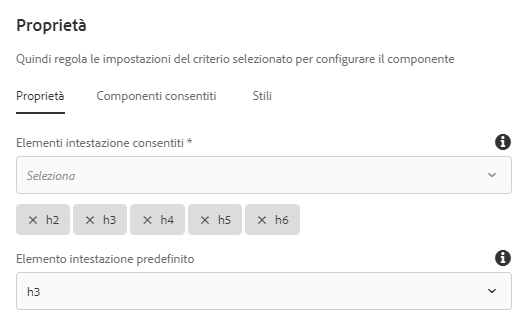 Proprietà
Quindi regola le impostazioni del criterio selezionato per configurare il componente
Proprietà Componenti consentiti Stili
Elementi intestazione consentiti *
Seleziona
× h2 × h3 × h4 × h5 × h6
Elemento intestazione predefinito
h3